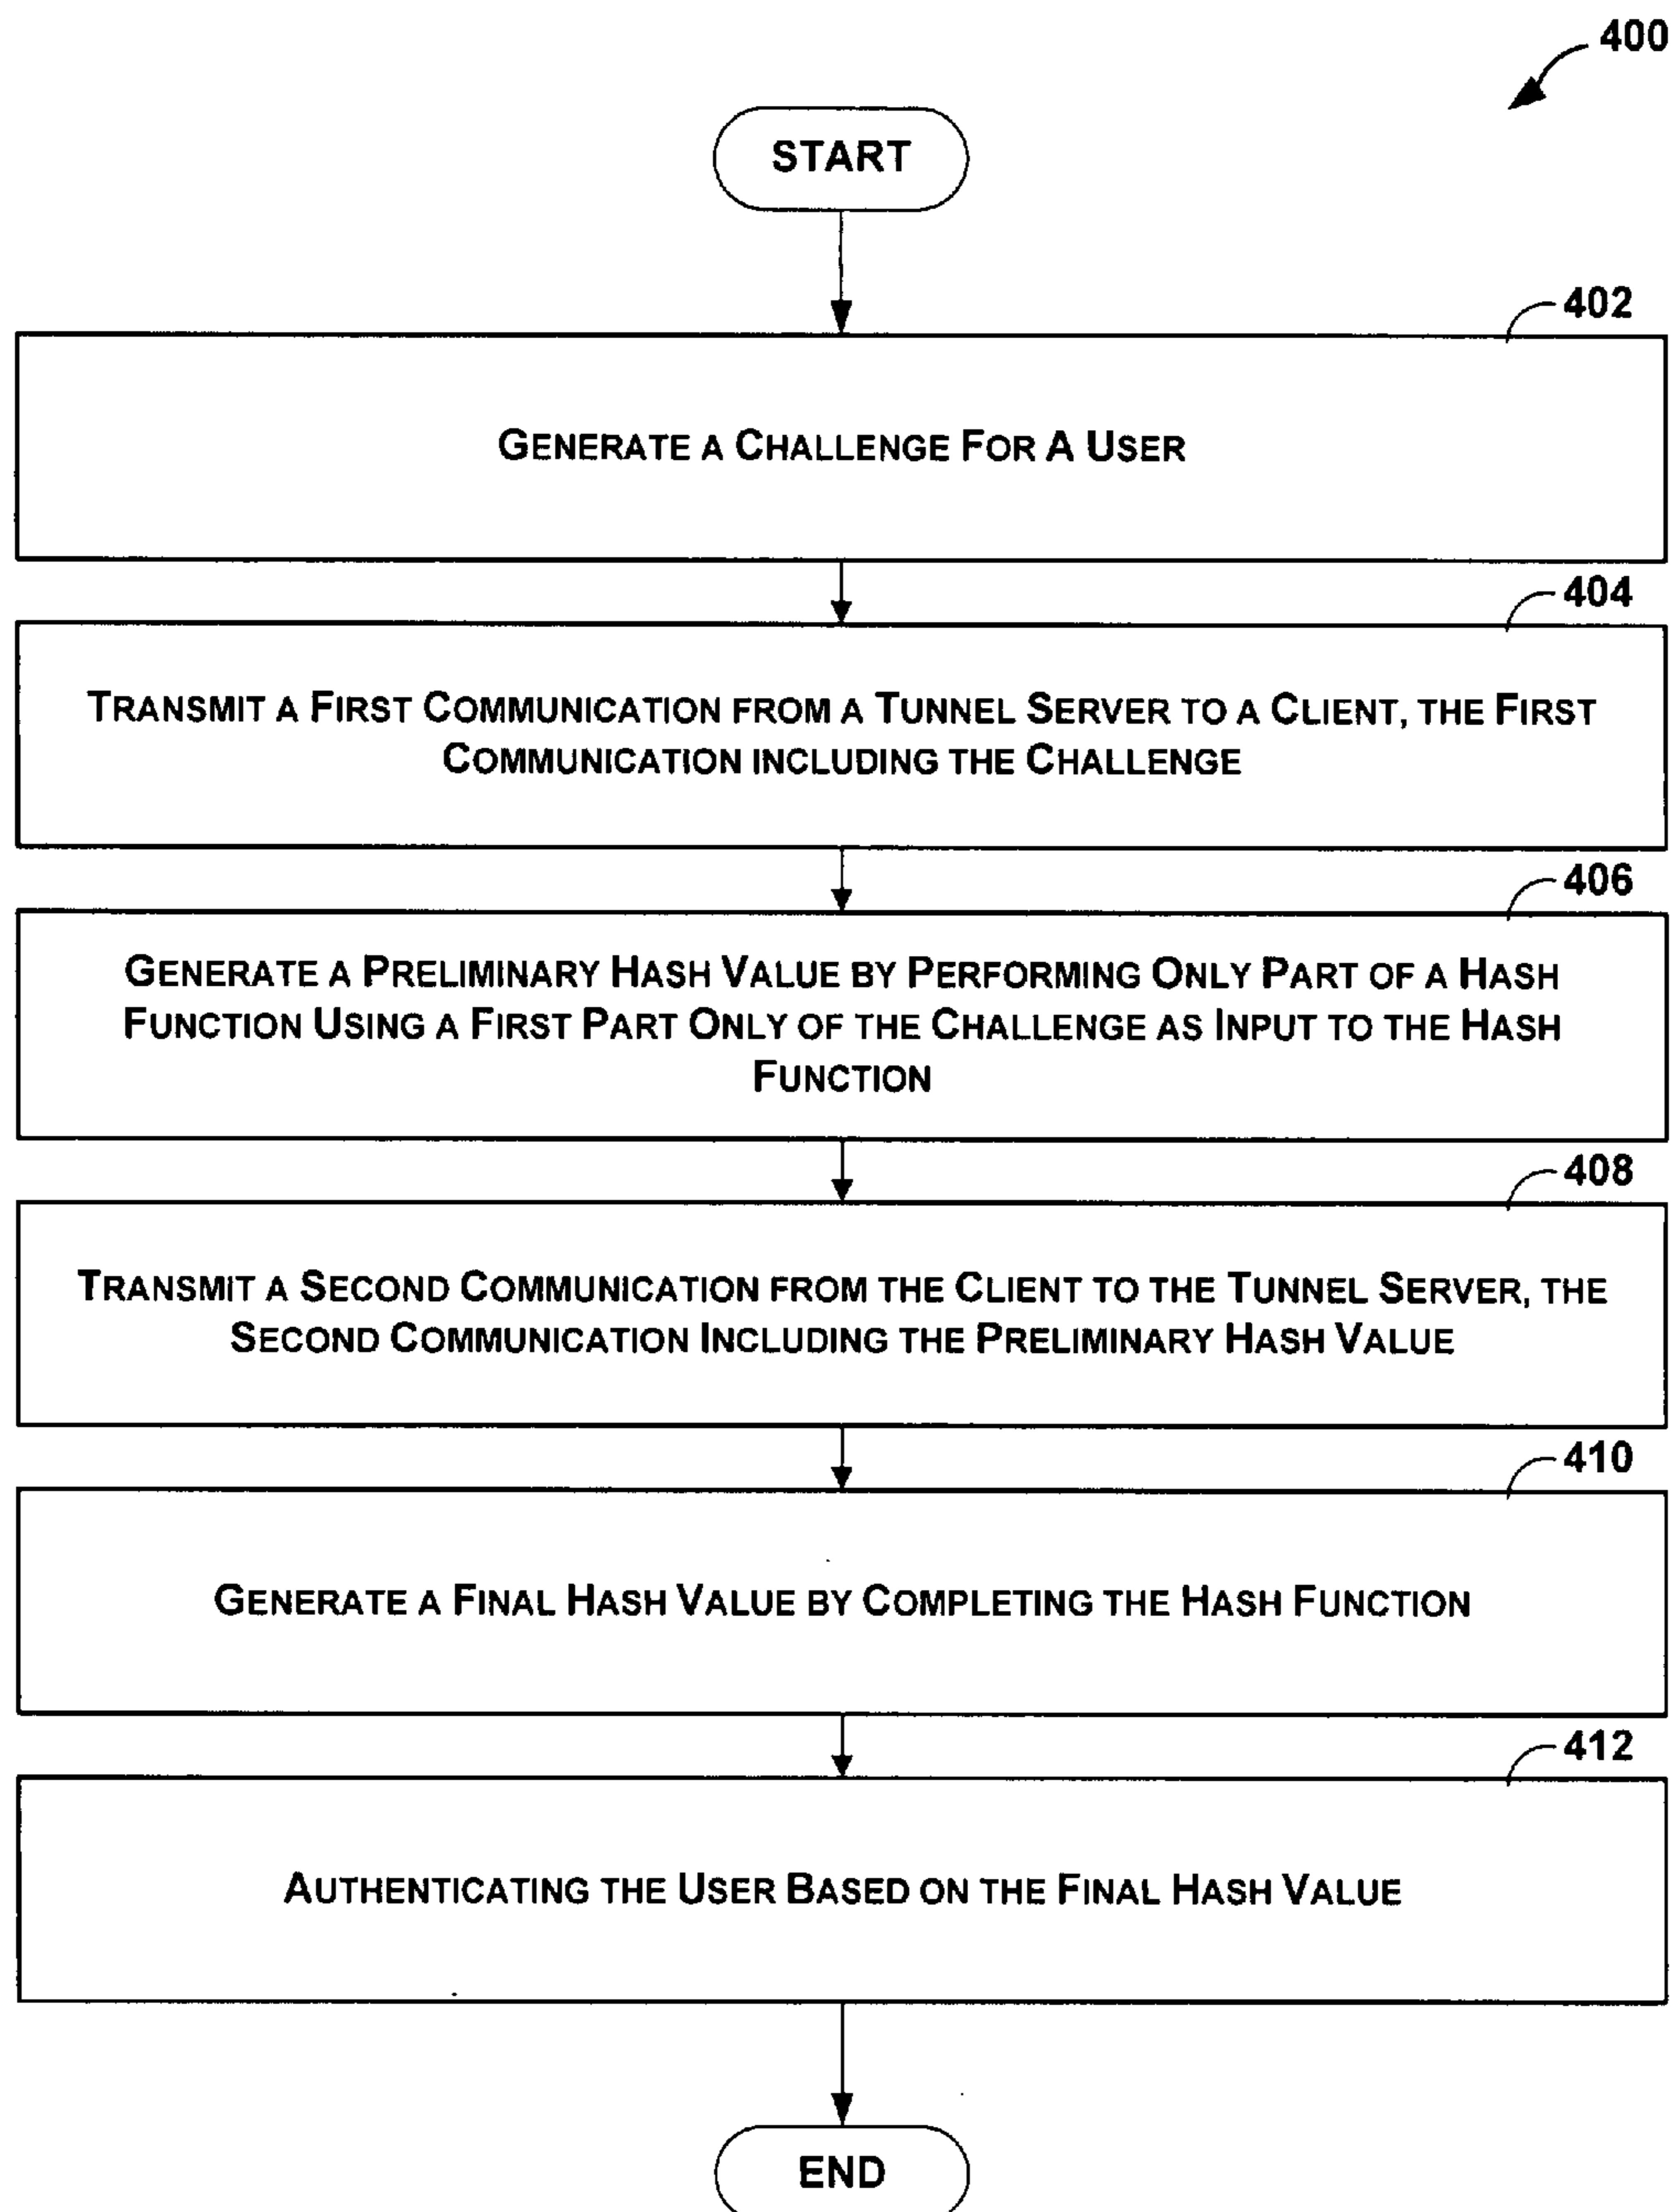 400
START
402
GENERATE A CHALLENGE FOR A USER
404
TRANSMIT A FIRST COMMUNICATION FROM A TUNNEL SERVER TO A CLIENT, THE FIRST
COMMUNICATION INCLUDING THE CHALLENGE
406
GENERATE A PRELIMINARY HASH VALUE BY PERFORMING ONLY PART OF A HASH
FUNCTION USING A FIRST PART ONLY OF THE CHALLENGE AS INPUT TO THE HASH
FUNCTION
408
TRANSMIT A SECOND COMMUNICATION FROM THE CLIENT TO THE TUNNEL SERVER, THE
SECOND COMMUNICATION INCLUDING THE PRELIMINARY HASH VALUE
410
GENERATE A FINAL HASH VALUE BY COMPLETING THE HASH FUNCTION
412
AUTHENTICATING THE USER BASED ON THE FINAL HASH VALUE
END